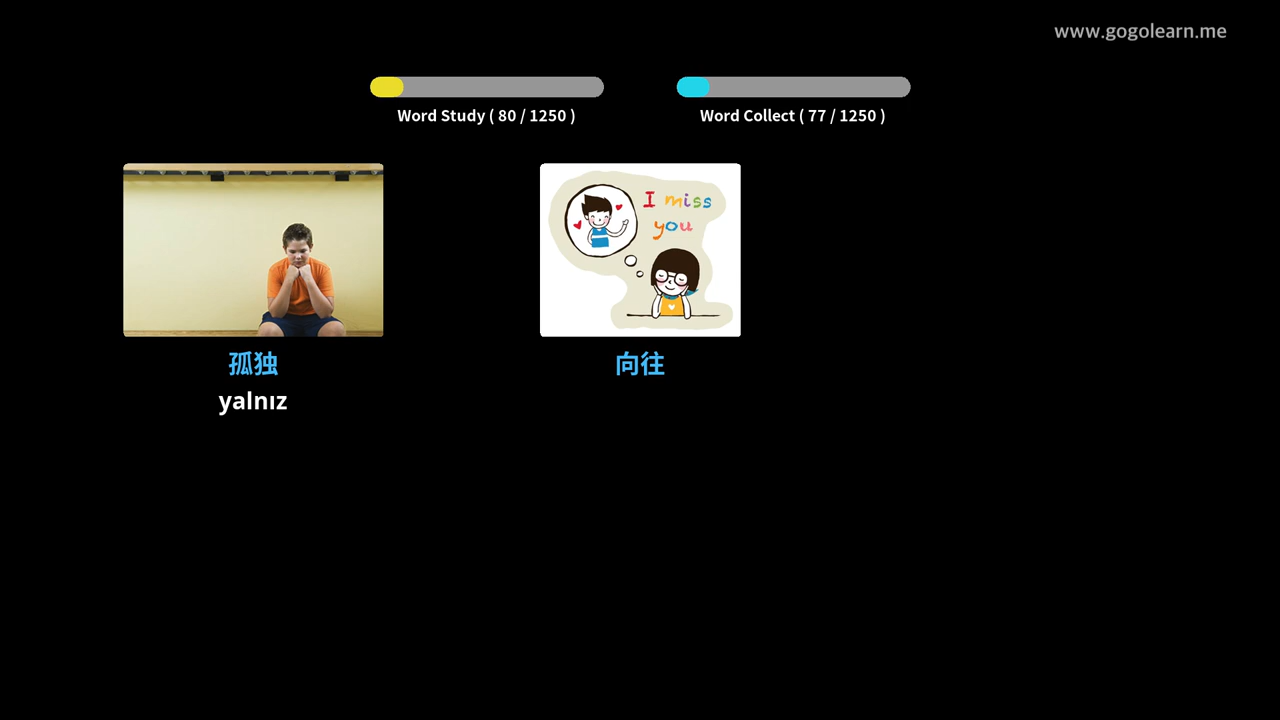 www.gogolearn.me
Word Study ( 80 / 1250 )
Word Collect ( 77 / 1250 )
I miss
you
孤独
向往
yalnız